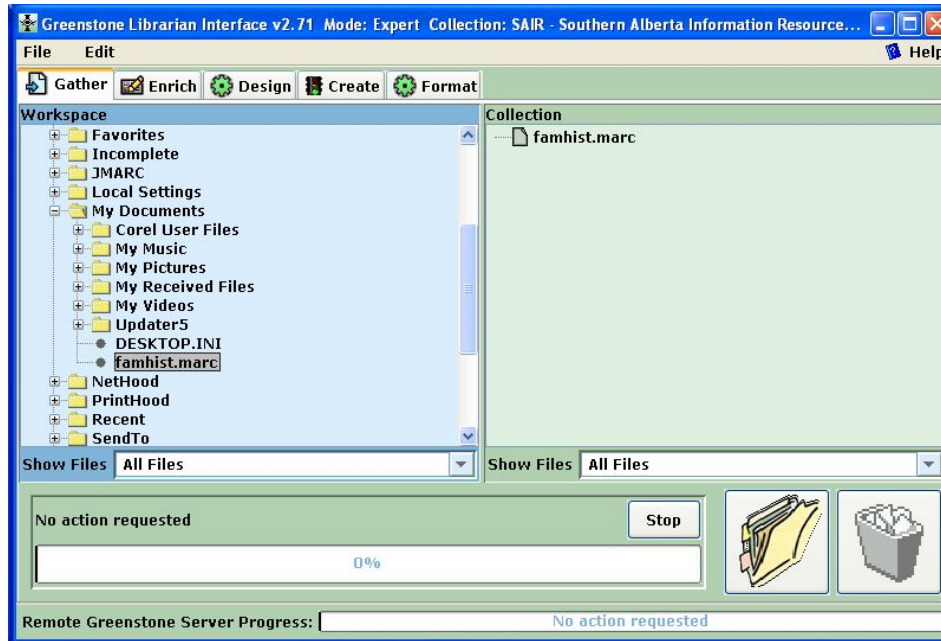 Greenstone Librarian Interface v2.71 Mode: Expert Collection: SAIR - Southern Alberta Information Resource...
File Edit Help
Gather Enrich Design Create Format
Workspace
Favorites
Incomplete
JMARC
Local Settings
My Documents
Corel User Files
My Music
My Pictures
My Received Files
My Videos
Updater5
DESKTOP.INI
famhist.marc
NetHood
PrintHood
Recent
SendTo
Show Files All Files
Collection
famhist.marc
Show Files All Files
No action requested
Stop
0%
Remote Greenstone Server Progress: No action requested